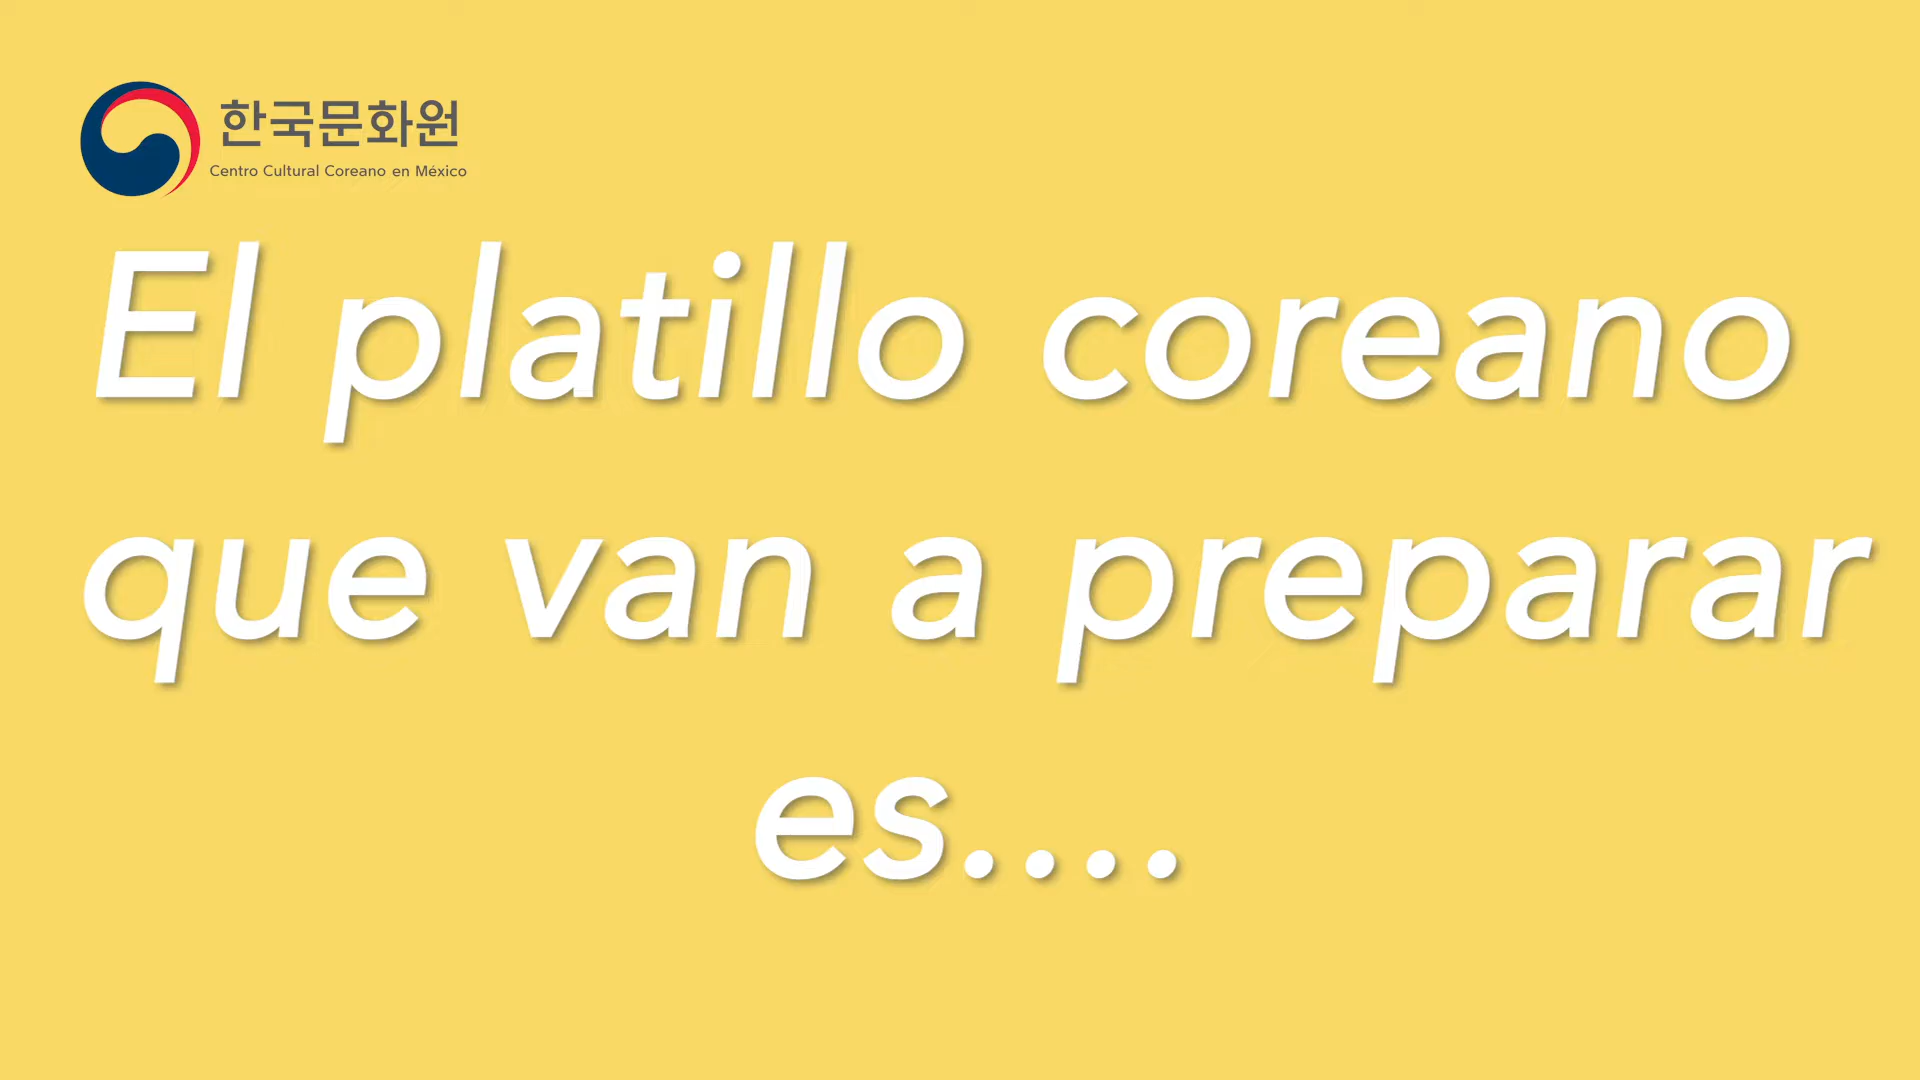 한국문화원
Centro Cultural Coreano en México
El platillo coreano
que van a preparar
es....